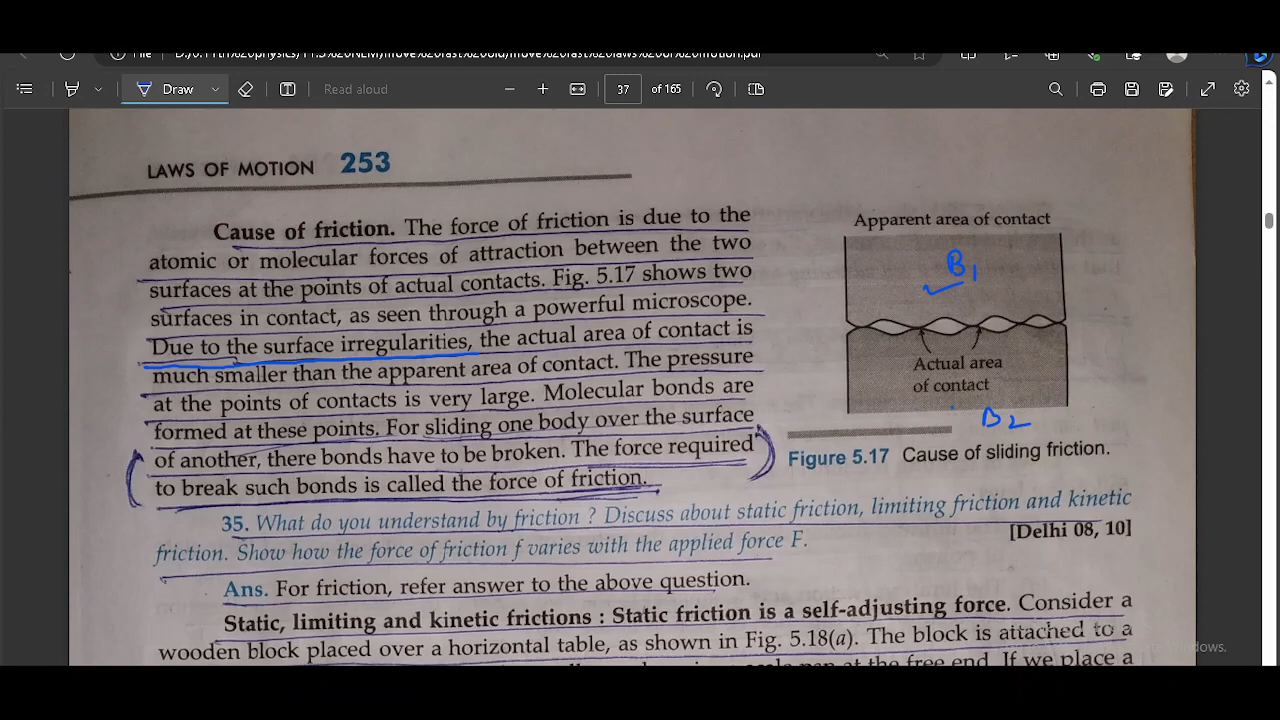 Draw
Read aloud
37
of 165
LAWS OF MOTION 253
Cause of friction. The force of friction is due to the
atomic or molecular forces of attraction between the two
surfaces at the points of actual contacts. Fig. 5.17 shows two
surfaces in contact, as seen through a powerful microscope.
Due to the surface irregularities, the actual area of contact is
much smaller than the apparent area of contact. The pressure
at the points of contacts is very large. Molecular bonds are
formed at these points. For sliding one body over the surface
of another, there bonds have to be broken. The force required
to break such bonds is called the force of friction.
Apparent area of contact
B1
Actual area
of contact
B2
Figure 5.17 Cause of sliding friction.
35. What do you understand by friction ? Discuss about static friction, limiting friction and kinetic
friction. Show how the force of friction f varies with the applied force F.
[Delhi 08, 10]
Ans. For friction, refer answer to the above question.
Static, limiting and kinetic frictions : Static friction is a self-adjusting force. Consider a
wooden block placed over a horizontal table, as shown in Fig. 5.18(a). The block is attached to a
at the free end. If we place a